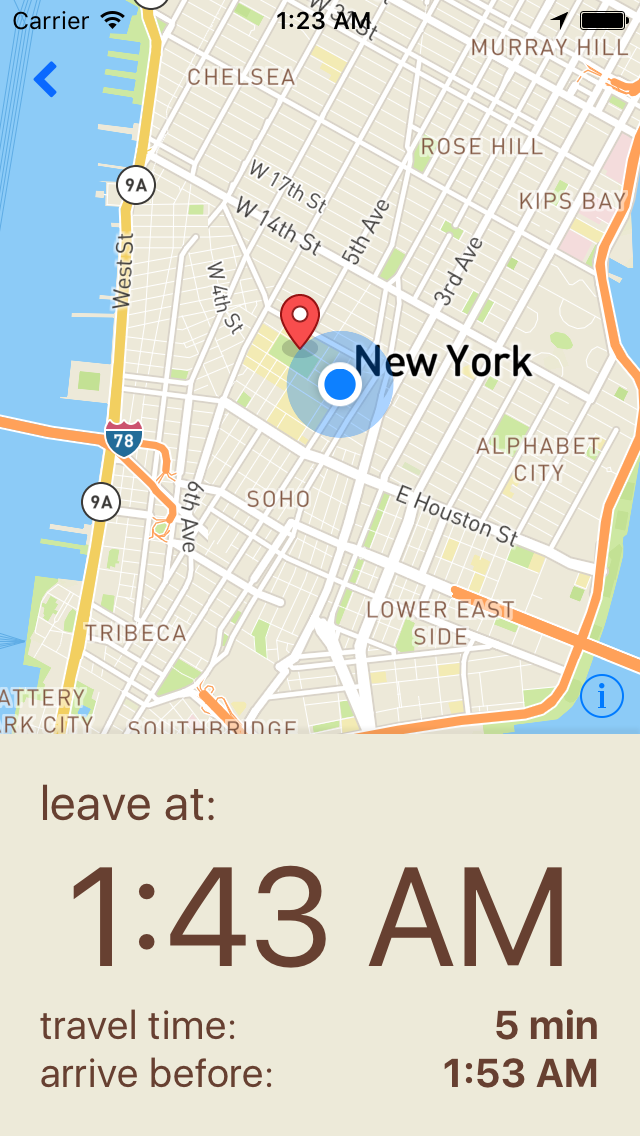 Carrier 1:23 AM
W 31 St
MURRAY HILL
CHELSEA
ROSE HILL
9A
W 17th St
KIPS BAY
W 14th St
5th Ave
3rd Ave
West St
W 4th St
New York
78
ALPHABET
CITY
9A
6th Ave
SOHO
E Houston St
LOWER EAST
SIDE
TRIBECA
ATTERY
RK CITY
SOUTHBRIDGE
i
leave at:
1:43 AM
travel time: 5 min
arrive before: 1:53 AM